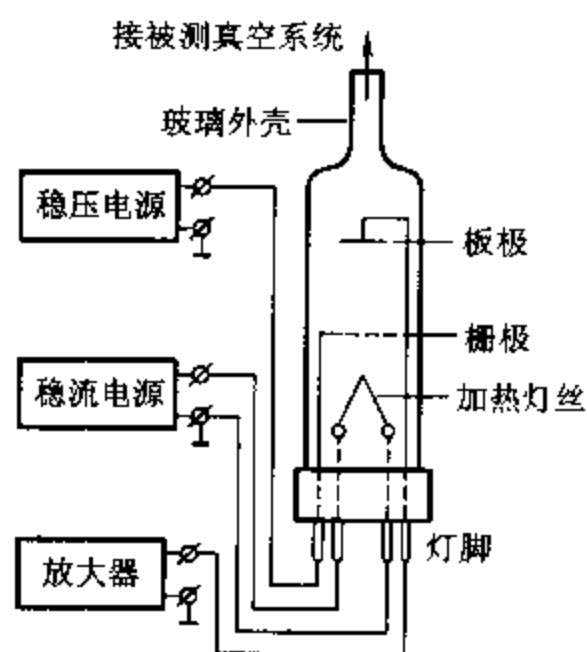 接被测真空系统
玻璃外壳
稳压电源
板极
栅极
稳流电源
加热灯丝
灯脚
放大器